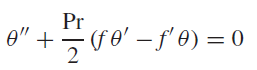 θ″ + Pr/2 (f θ′ − f′ θ) = 0